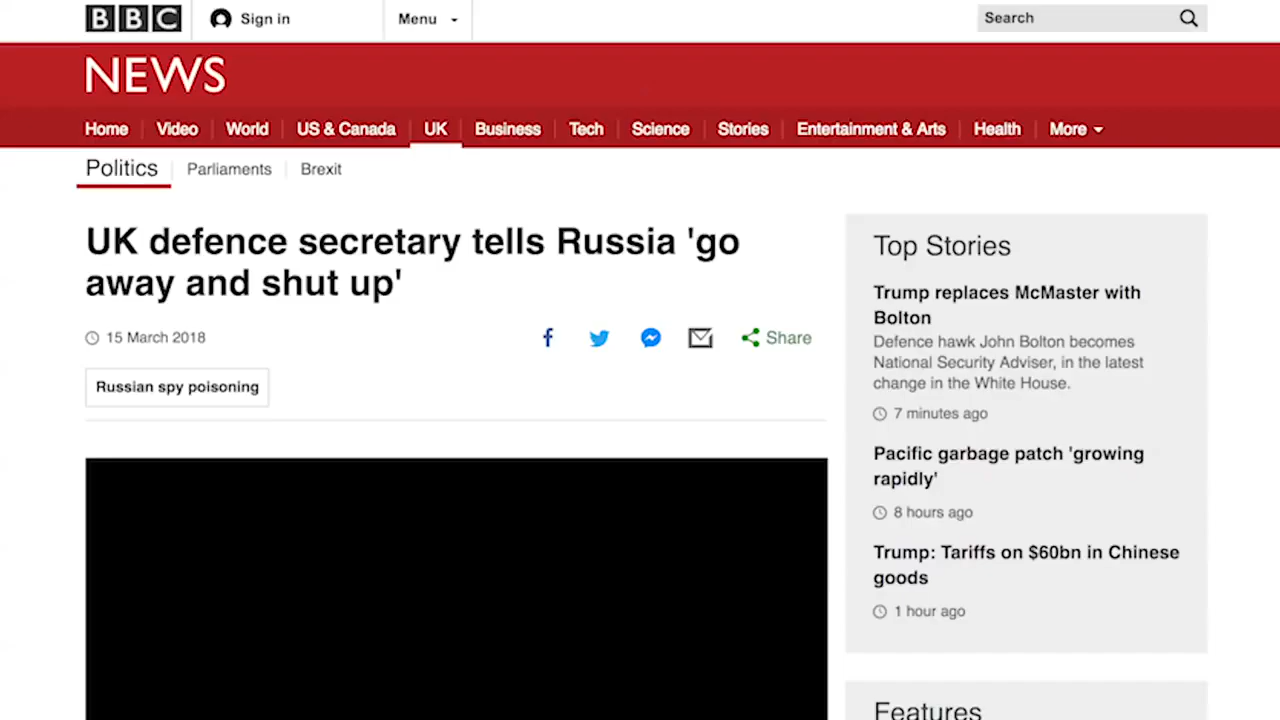 BBC Sign in Menu Search
NEWS
Home Video World US & Canada UK Business Tech Science Stories Entertainment & Arts Health More
Politics Parliaments Brexit
UK defence secretary tells Russia 'go
away and shut up'
15 March 2018
Share
Russian spy poisoning
Top Stories
Trump replaces McMaster with
Bolton
Defence hawk John Bolton becomes
National Security Adviser, in the latest
change in the White House.
7 minutes ago
Pacific garbage patch 'growing
rapidly'
8 hours ago
Trump: Tariffs on $60bn in Chinese
goods
1 hour ago
Features